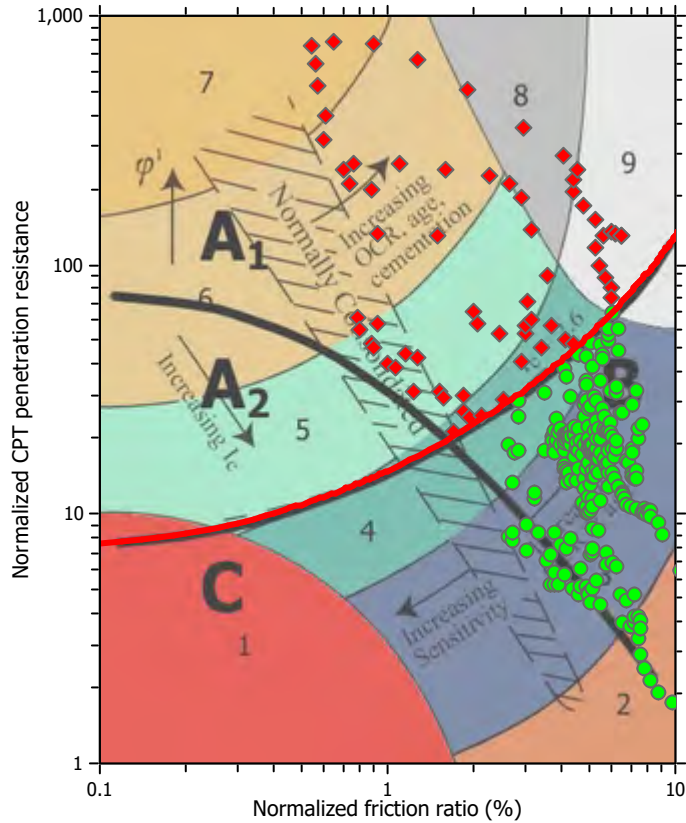 1,000
100
10
1
Normalized CPT penetration resistance
7
8
9
φ'
A1
Increasing
OCR, age,
cementation
Normally Consolidated
6
A2
Increasing Ic
5
B
4
C
1
Increasing
Sensitivity
2
0.1
1
10
Normalized friction ratio (%)